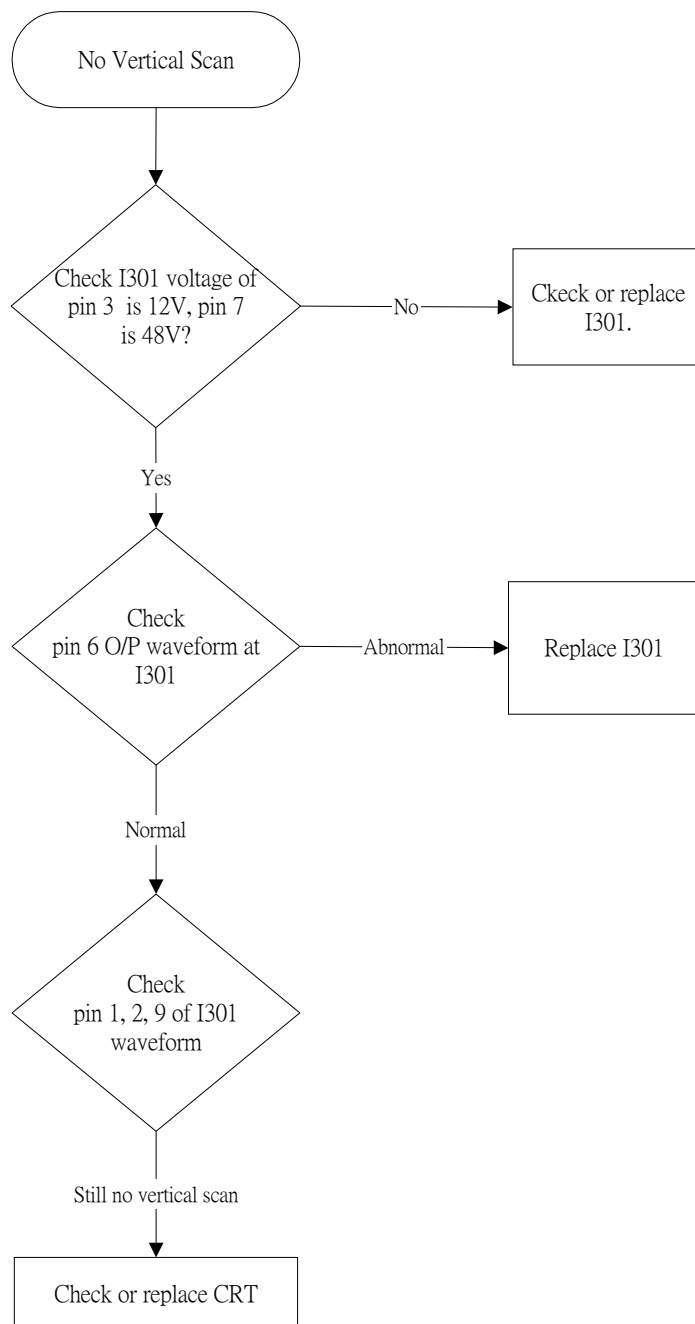 No Vertical Scan
Check I301 voltage of
pin 3 is 12V, pin 7
is 48V?
No
Ckeck or replace
I301.
Yes
Check
pin 6 O/P waveform at
I301
Abnormal
Replace I301
Normal
Check
pin 1, 2, 9 of I301
waveform
Still no vertical scan
Check or replace CRT